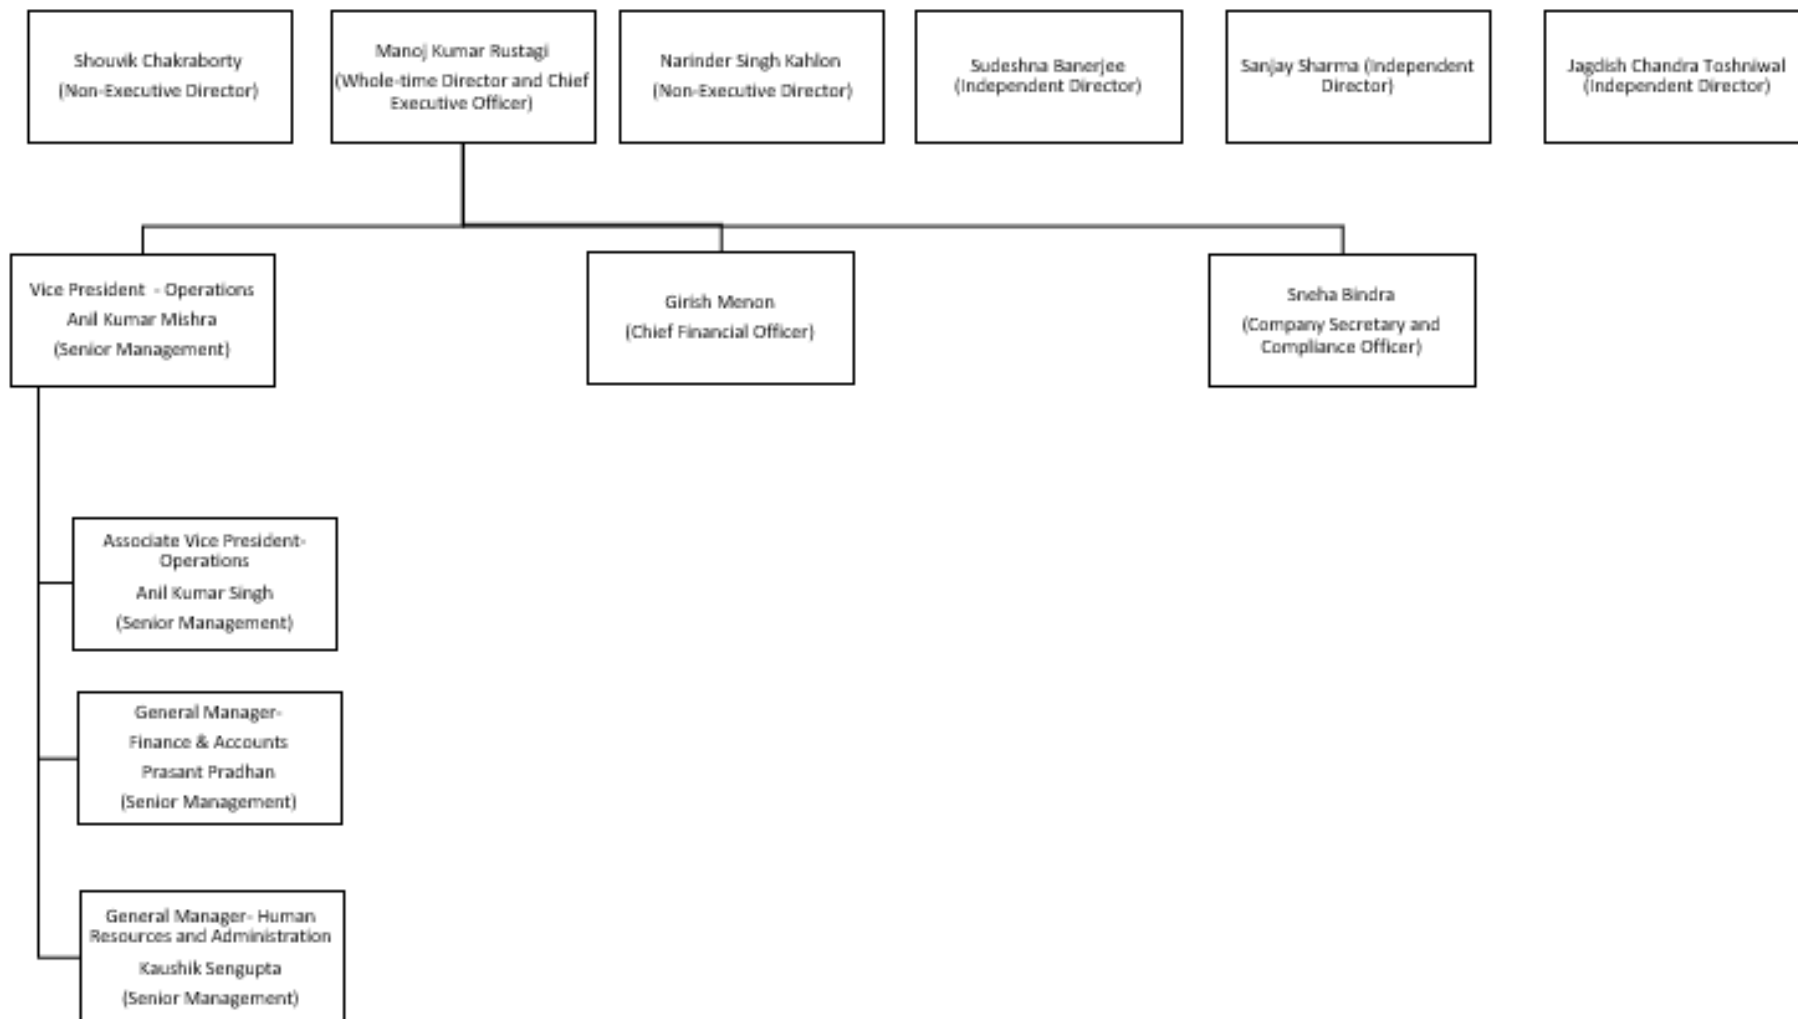 Shouvik Chakraborty
(Non-Executive Director)
Manoj Kumar Rustagi
(Whole-time Director and Chief
Executive Officer)
Narinder Singh Kahlon
(Non-Executive Director)
Sudeshna Banerjee
(Independent Director)
Sanjay Sharma (Independent
Director)
Jagdish Chandra Toshniwal
(Independent Director)
Vice President - Operations
Anil Kumar Mishra
(Senior Management)
Girish Menon
(Chief Financial Officer)
Sneha Bindra
(Company Secretary and
Compliance Officer)
Associate Vice President-
Operations
Anil Kumar Singh
(Senior Management)
General Manager-
Finance & Accounts
Prasant Pradhan
(Senior Management)
General Manager- Human
Resources and Administration
Kaushik Sengupta
(Senior Management)